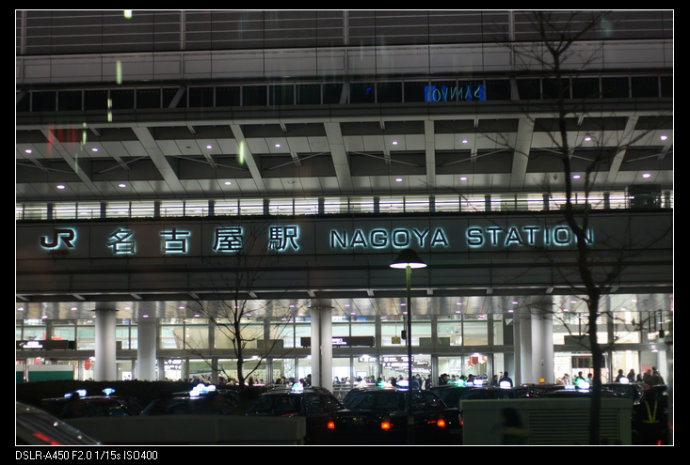 JR 名古屋駅 NAGOYA STATION
DSLR-A450 F2.0 1/15s ISO400